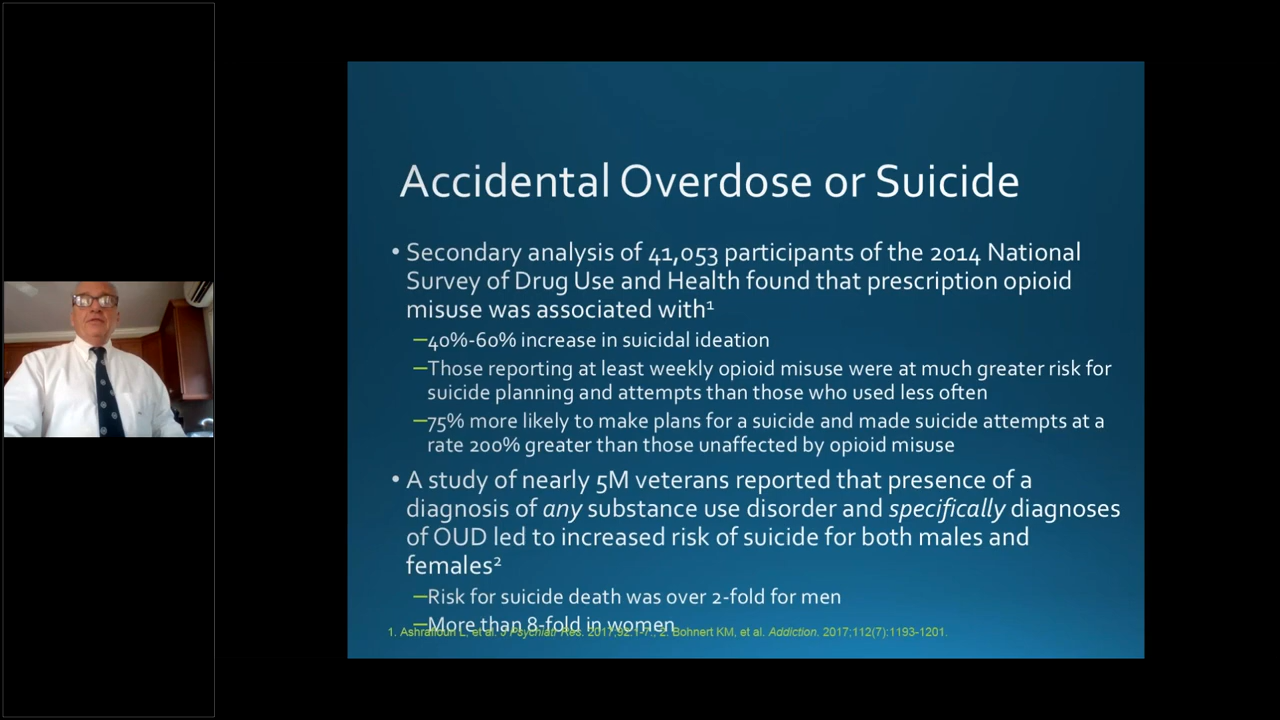 Accidental Overdose or Suicide
• Secondary analysis of 41,053 participants of the 2014 National
Survey of Drug Use and Health found that prescription opioid
misuse was associated with¹
–40%-60% increase in suicidal ideation
–Those reporting at least weekly opioid misuse were at much greater risk for
suicide planning and attempts than those who used less often
–75% more likely to make plans for a suicide and made suicide attempts at a
rate 200% greater than those unaffected by opioid misuse
• A study of nearly 5M veterans reported that presence of a
diagnosis of any substance use disorder and specifically diagnoses
of OUD led to increased risk of suicide for both males and
females²
–Risk for suicide death was over 2-fold for men
–More than 8-fold in women
1. Ashrafioun L, et al. J Psychiatr Res. 2017;92:1-7.; 2. Bohnert KM, et al. Addiction. 2017;112(7):1193-1201.